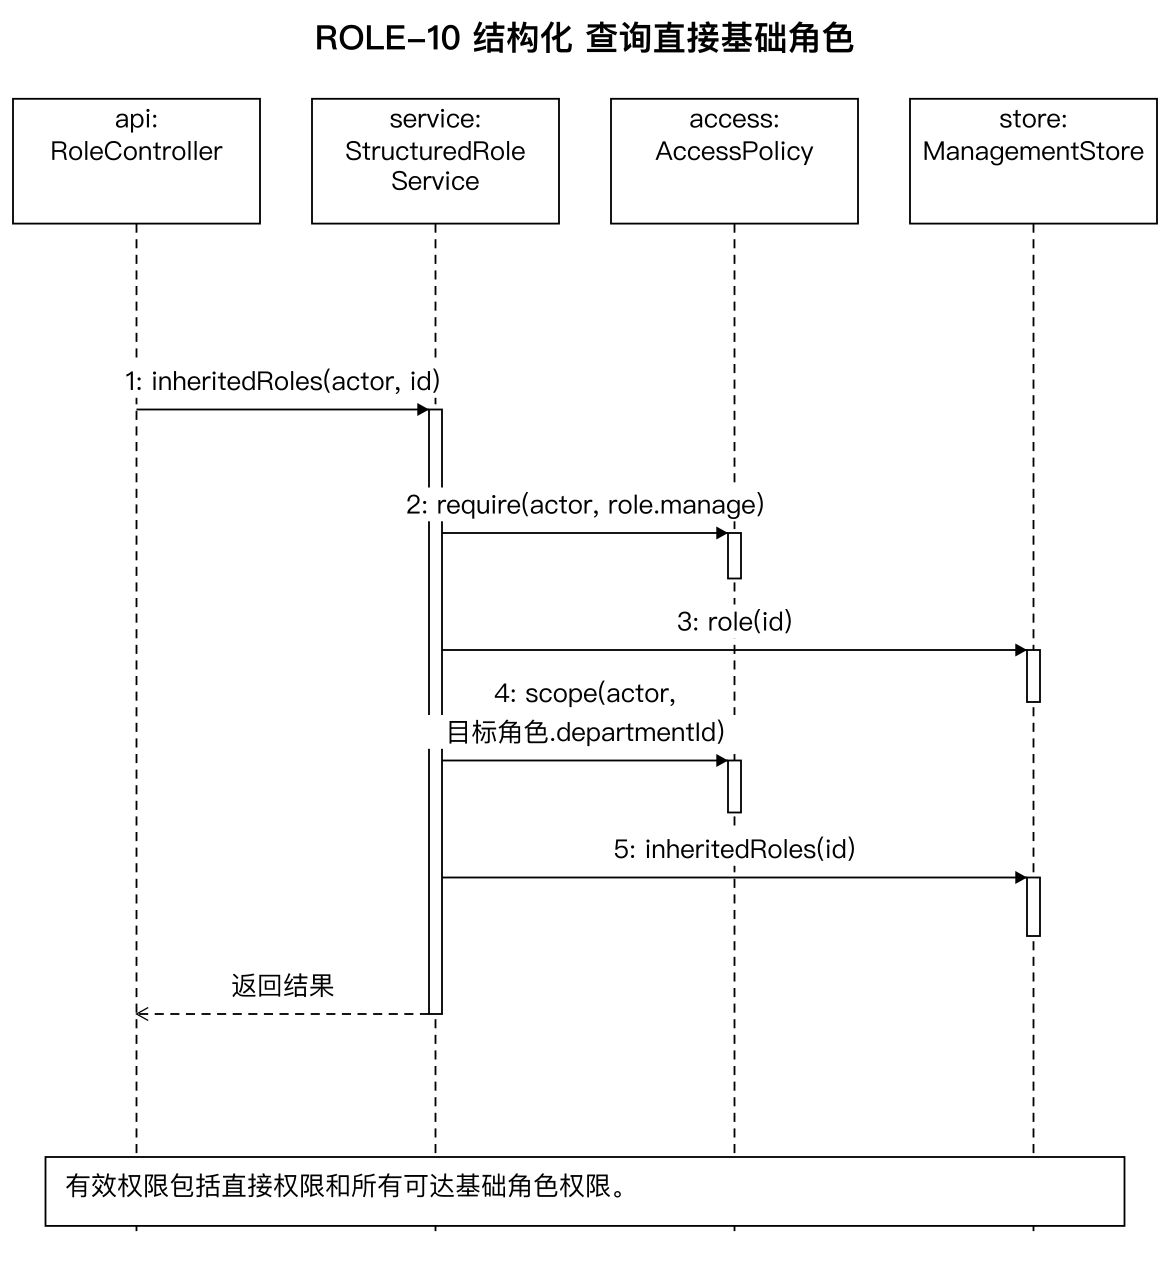 ROLE-10 结构化 查询直接基础角色
api:
RoleController
service:
StructuredRole
Service
access:
AccessPolicy
store:
ManagementStore
1: inheritedRoles(actor, id)
2: require(actor, role.manage)
3: role(id)
4: scope(actor,
目标角色.departmentId)
5: inheritedRoles(id)
返回结果
有效权限包括直接权限和所有可达基础角色权限。